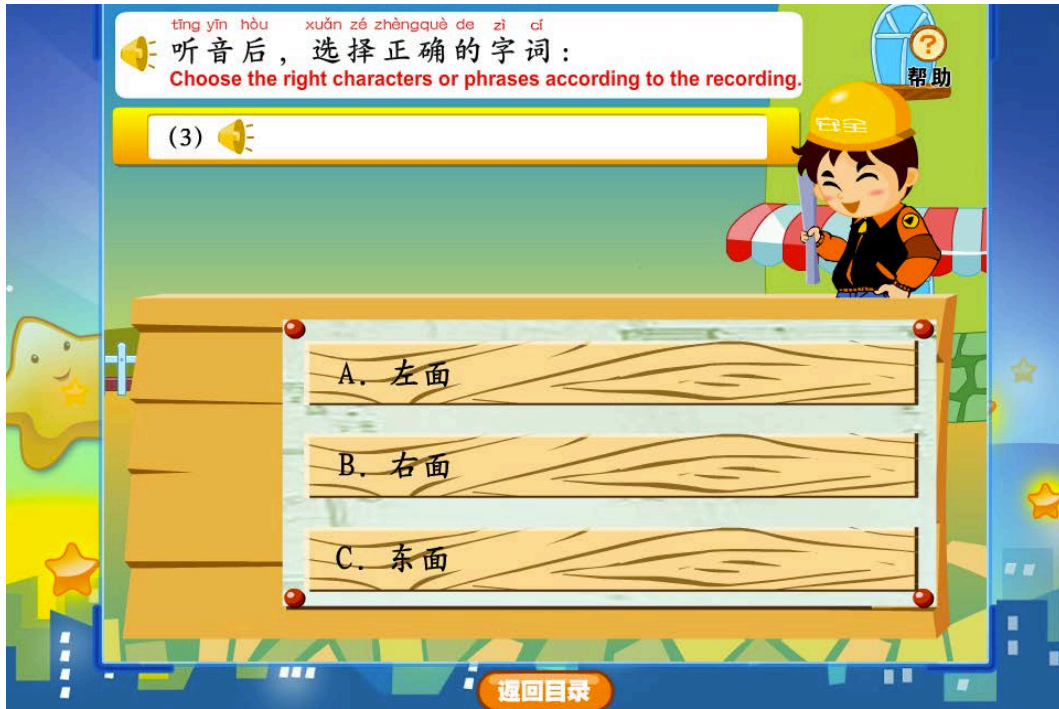 tīng yīn hòu xuǎn zé zhèngquè de zì cí
听音后，选择正确的字词：
Choose the right characters or phrases according to the recording.
?
帮助
(3)
安全
A. 左面
B. 右面
C. 东面
返回目录